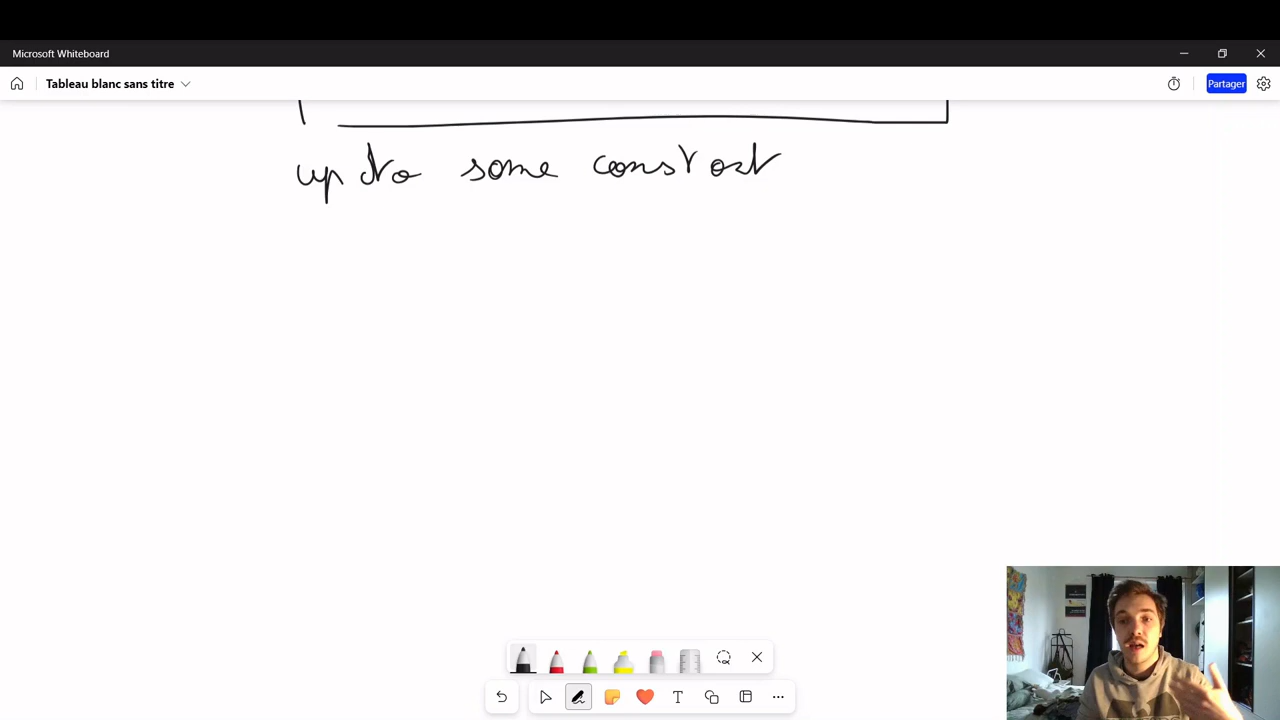 Microsoft Whiteboard
Tableau blanc sans titre
Partager
up to some constant